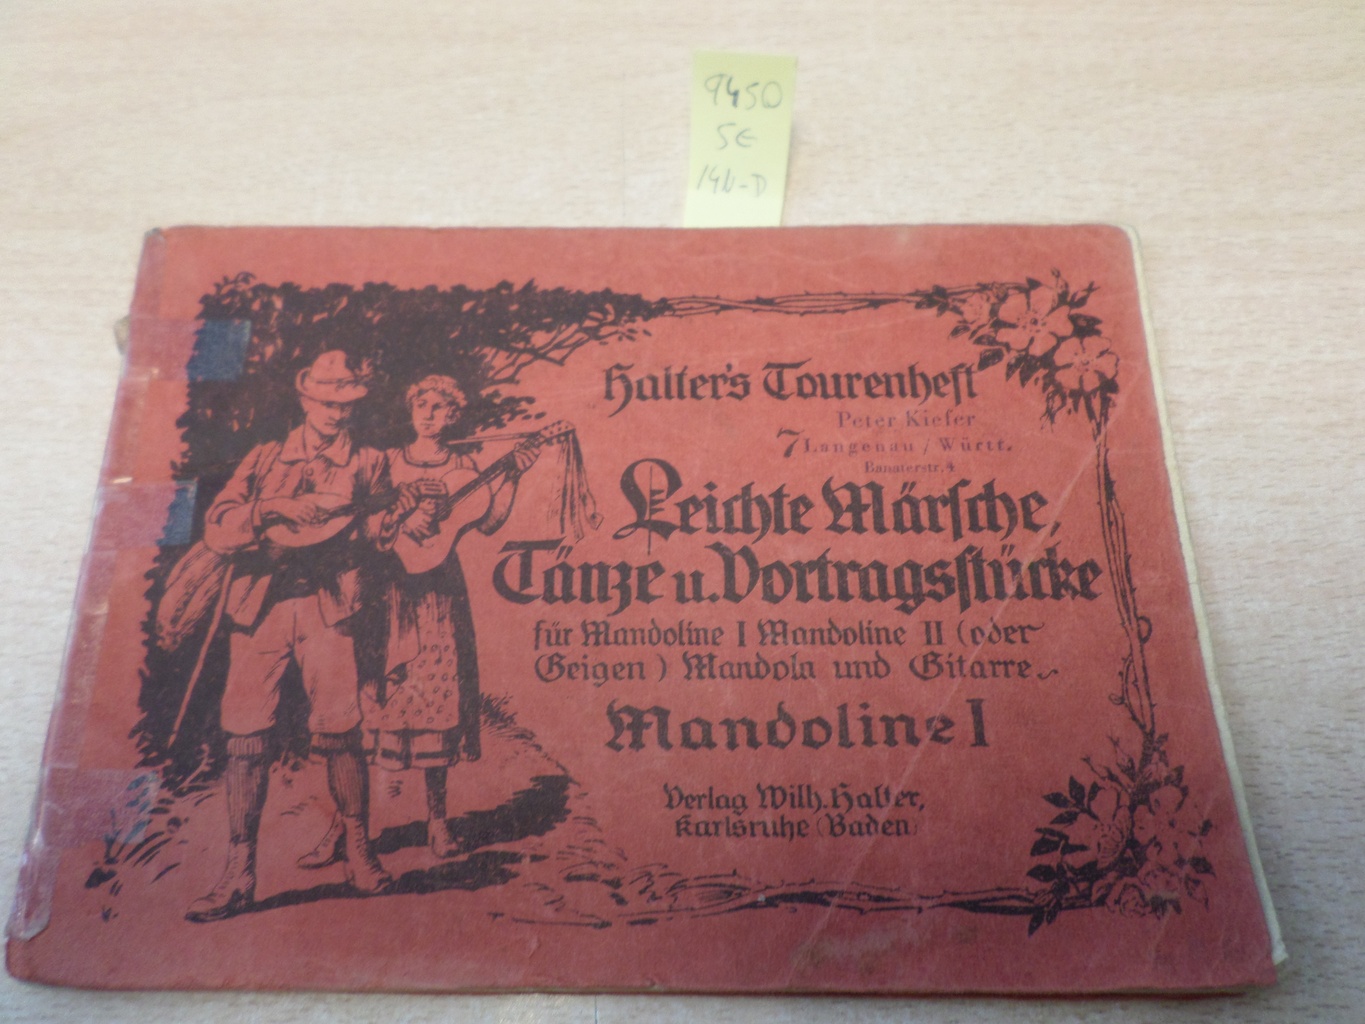 9450
5€
14N-D
Halter's Tourenheft
Peter Kiefer
7 Langenau / Württ.
Banaterstr. 4
Leichte Märsche,
Tänze u. Vortragsstücke
für Mandoline I Mandoline II (oder
Geigen) Mandola und Gitarre
Mandoline I
Verlag Wilh. Halter,
Karlsruhe (Baden)